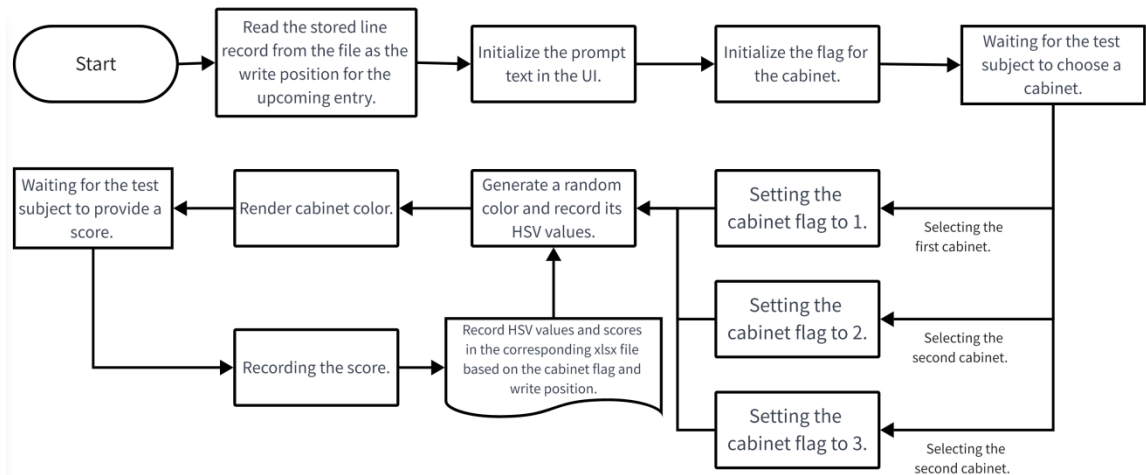 Start
Read the stored line
record from the file as the
write position for the
upcoming entry.
Initialize the prompt
text in the UI.
Initialize the flag for
the cabinet.
Waiting for the test
subject to choose a
cabinet.
Waiting for the test
subject to provide a
score.
Render cabinet color.
Generate a random
color and record its
HSV values.
Setting the
cabinet flag to 1.
Selecting the
first cabinet.
Setting the
cabinet flag to 2.
Selecting the
second cabinet.
Recording the score.
Record HSV values and scores
in the corresponding xlsx file
based on the cabinet flag and
write position.
Setting the
cabinet flag to 3.
Selecting the
second cabinet.